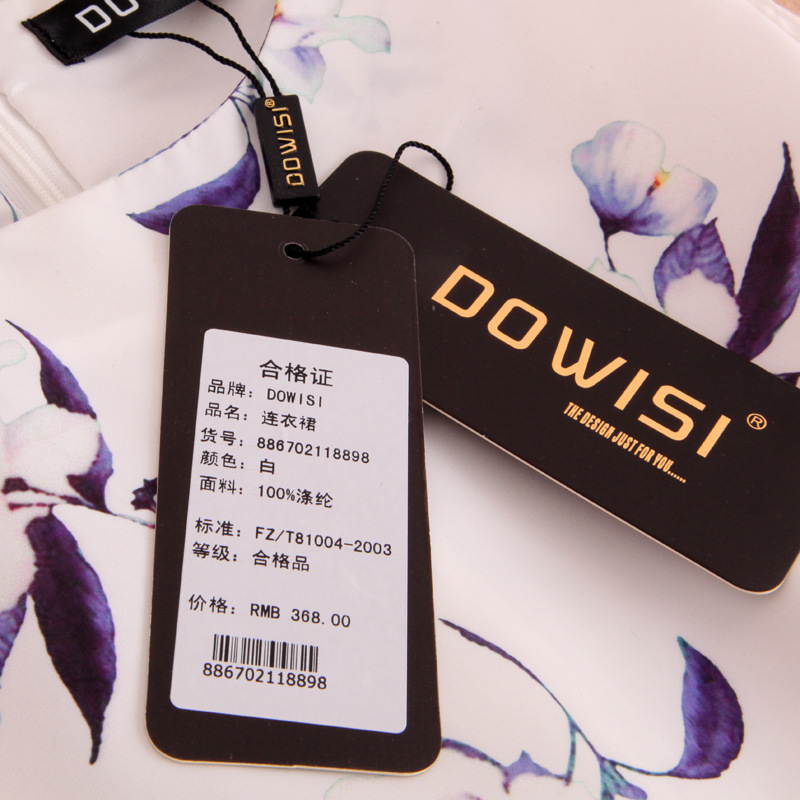 DO
DOWISI®
DOWISI®
THE DESIGN JUST FOR YOU......
合格证
品牌：DOWISI
品名：连衣裙
货号：886702118898
颜色：白
面料：100%涤纶
标准：FZ/T81004-2003
等级：合格品
价格：RMB 368.00
886702118898